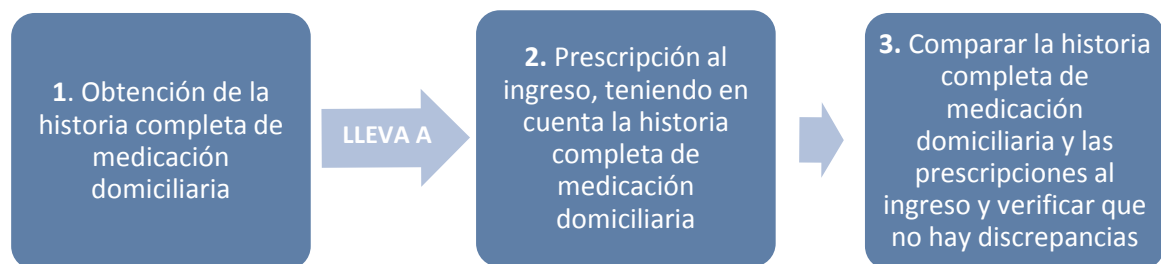 1. Obtención de la
historia completa de
medicación
domiciliaria
LLEVA A
2. Prescripción al
ingreso, teniendo en
cuenta la historia
completa de
medicación
domiciliaria
3. Comparar la historia
completa de
medicación
domiciliaria y las
prescripciones al
ingreso y verificar que
no hay discrepancias